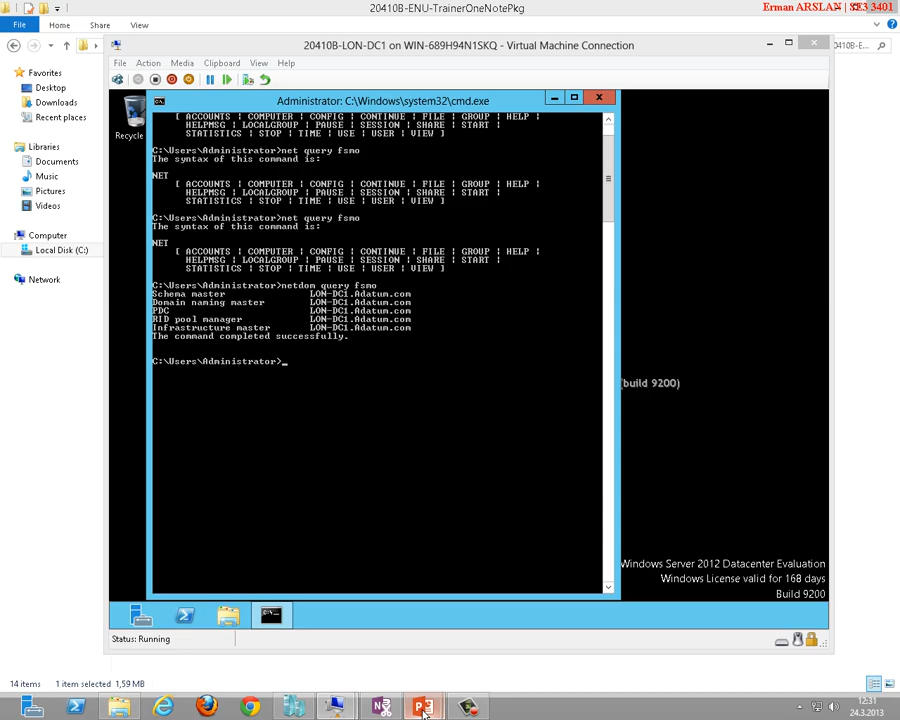 20410B-ENU-TrainerOneNotePkg
Erman ARSLAN | SE3 3401
File Home Share View
20410B-E...
Favorites
Desktop
Downloads
Recent places
Libraries
Documents
Music
Pictures
Videos
Computer
Local Disk (C:)
Network
20410B-LON-DC1 on WIN-689H94N1SKQ - Virtual Machine Connection
File Action Media Clipboard View Help
Recycle
Administrator: C:\Windows\system32\cmd.exe
[ ACCOUNTS | COMPUTER | CONFIG | CONTINUE | FILE | GROUP | HELP |
HELPMSG | LOCALGROUP | PAUSE | SESSION | SHARE | START |
STATISTICS | STOP | TIME | USE | USER | VIEW ]
C:\Users\Administrator>net query fsmo
The syntax of this command is:
NET
[ ACCOUNTS | COMPUTER | CONFIG | CONTINUE | FILE | GROUP | HELP |
HELPMSG | LOCALGROUP | PAUSE | SESSION | SHARE | START |
STATISTICS | STOP | TIME | USE | USER | VIEW ]
C:\Users\Administrator>net query fsmo
The syntax of this command is:
NET
[ ACCOUNTS | COMPUTER | CONFIG | CONTINUE | FILE | GROUP | HELP |
HELPMSG | LOCALGROUP | PAUSE | SESSION | SHARE | START |
STATISTICS | STOP | TIME | USE | USER | VIEW ]
C:\Users\Administrator>netdom query fsmo
Schema master LON-DC1.Adatum.com
Domain naming master LON-DC1.Adatum.com
PDC LON-DC1.Adatum.com
RID pool manager LON-DC1.Adatum.com
Infrastructure master LON-DC1.Adatum.com
The command completed successfully.
C:\Users\Administrator>_
(build 9200)
Windows Server 2012 Datacenter Evaluation
Windows License valid for 168 days
Build 9200
Status: Running
14 items 1 item selected 1,59 MB
12:31
24.3.2013